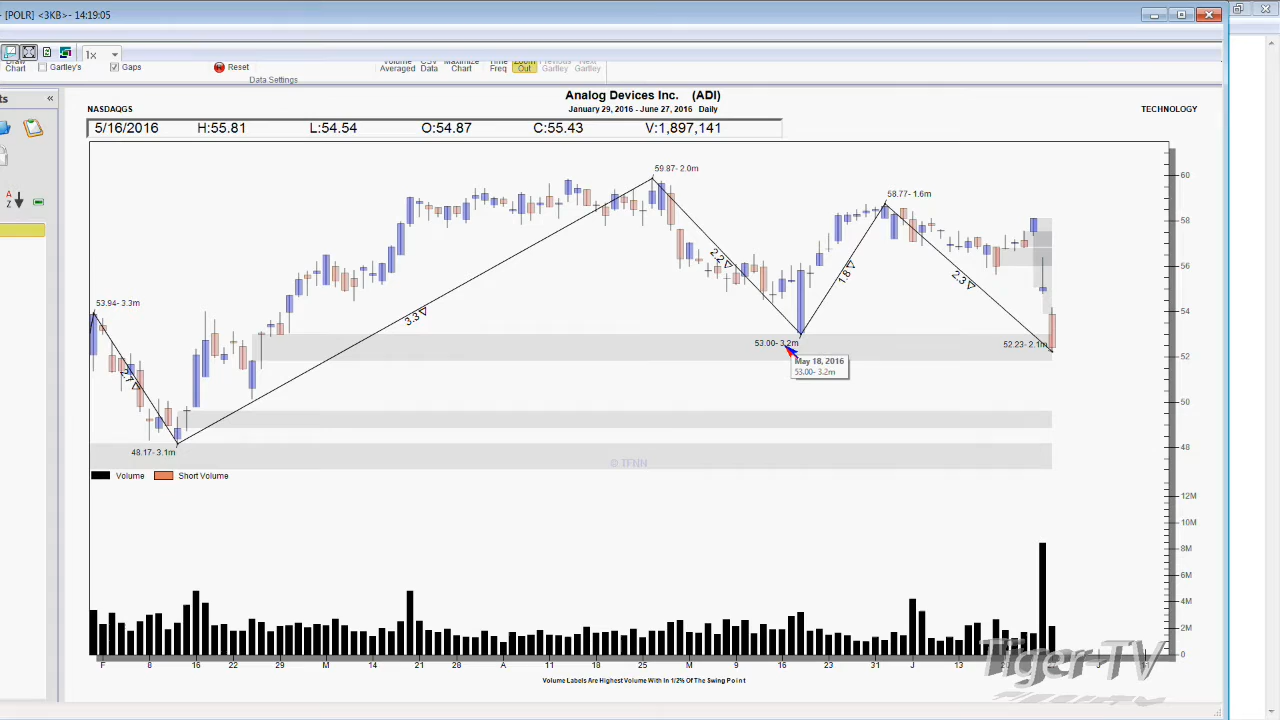 [POLR] <3KB> - 14:19:05
1x
Chart
Gartley's
Gaps
Reset
Data Settings
Volume Averaged
CSV Data
Maximize Chart
Time Freq
Zoom Out
Previous Gartley
Next Gartley
ts
«
Analog Devices Inc. (ADI)
January 29, 2016 - June 27, 2016 Daily
NASDAQGS
TECHNOLOGY
5/16/2016 H:55.81 L:54.54 O:54.87 C:55.43 V:1,897,141
59.87- 2.0m
58.77- 1.6m
53.94- 3.3m
3.3
2.2
1.8
2.3
53.00- 3.2m
52.23- 2.1m
May 18, 2016
53.00- 3.2m
48.17- 3.1m
60
58
56
54
52
50
48
© TFNN
Volume
Short Volume
12M
10M
8M
6M
4M
2M
0
F 8 16 22 29 M 14 21 28 A 11 18 25 M 9 16 23 31 J 13
Tiger-TV
Volume Labels Are Highest Volume With In 1/2% Of The Swing Point